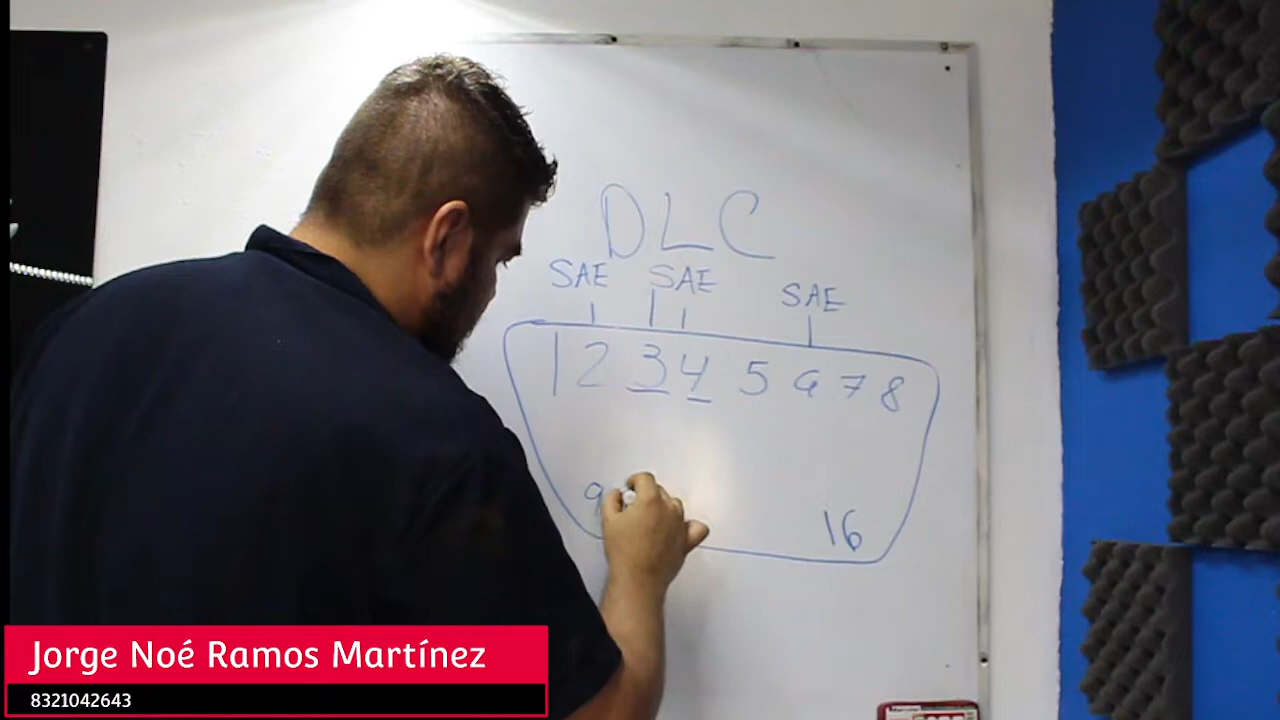 DLC
SAE SAE SAE
1 2 3 4 5 6 7 8
9
16
Jorge Noé Ramos Martínez
8321042643